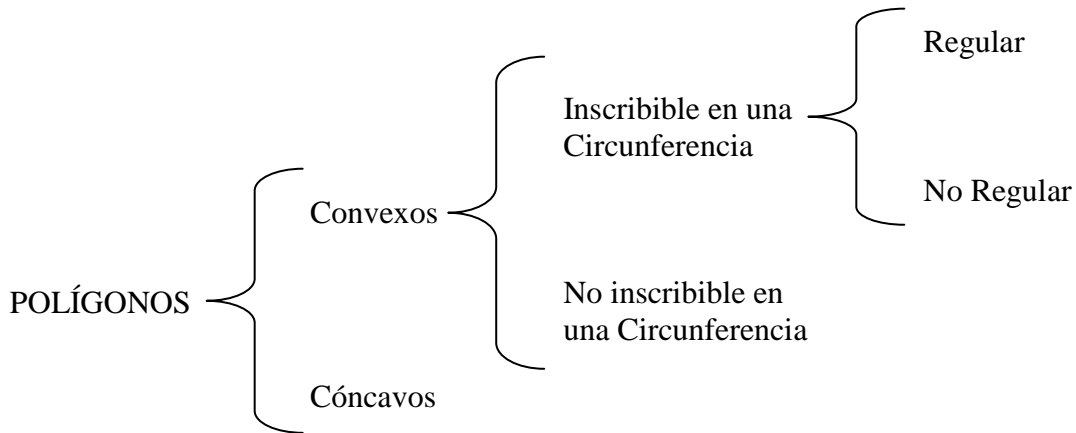 POLÍGONOS
Convexos
Cóncavos
Inscribible en una
Circunferencia
No inscribible en
una Circunferencia
Regular
No Regular